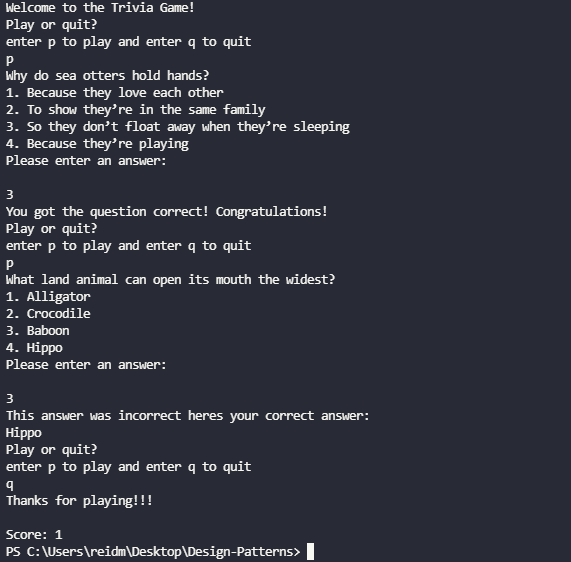 Welcome to the Trivia Game!
Play or quit?
enter p to play and enter q to quit
p
Why do sea otters hold hands?
1. Because they love each other
2. To show they’re in the same family
3. So they don’t float away when they’re sleeping
4. Because they’re playing
Please enter an answer:
3
You got the question correct! Congratulations!
Play or quit?
enter p to play and enter q to quit
p
What land animal can open its mouth the widest?
1. Alligator
2. Crocodile
3. Baboon
4. Hippo
Please enter an answer:
3
This answer was incorrect heres your correct answer:
Hippo
Play or quit?
enter p to play and enter q to quit
q
Thanks for playing!!!
Score: 1
PS C:\Users\reidm\Desktop\Design-Patterns>